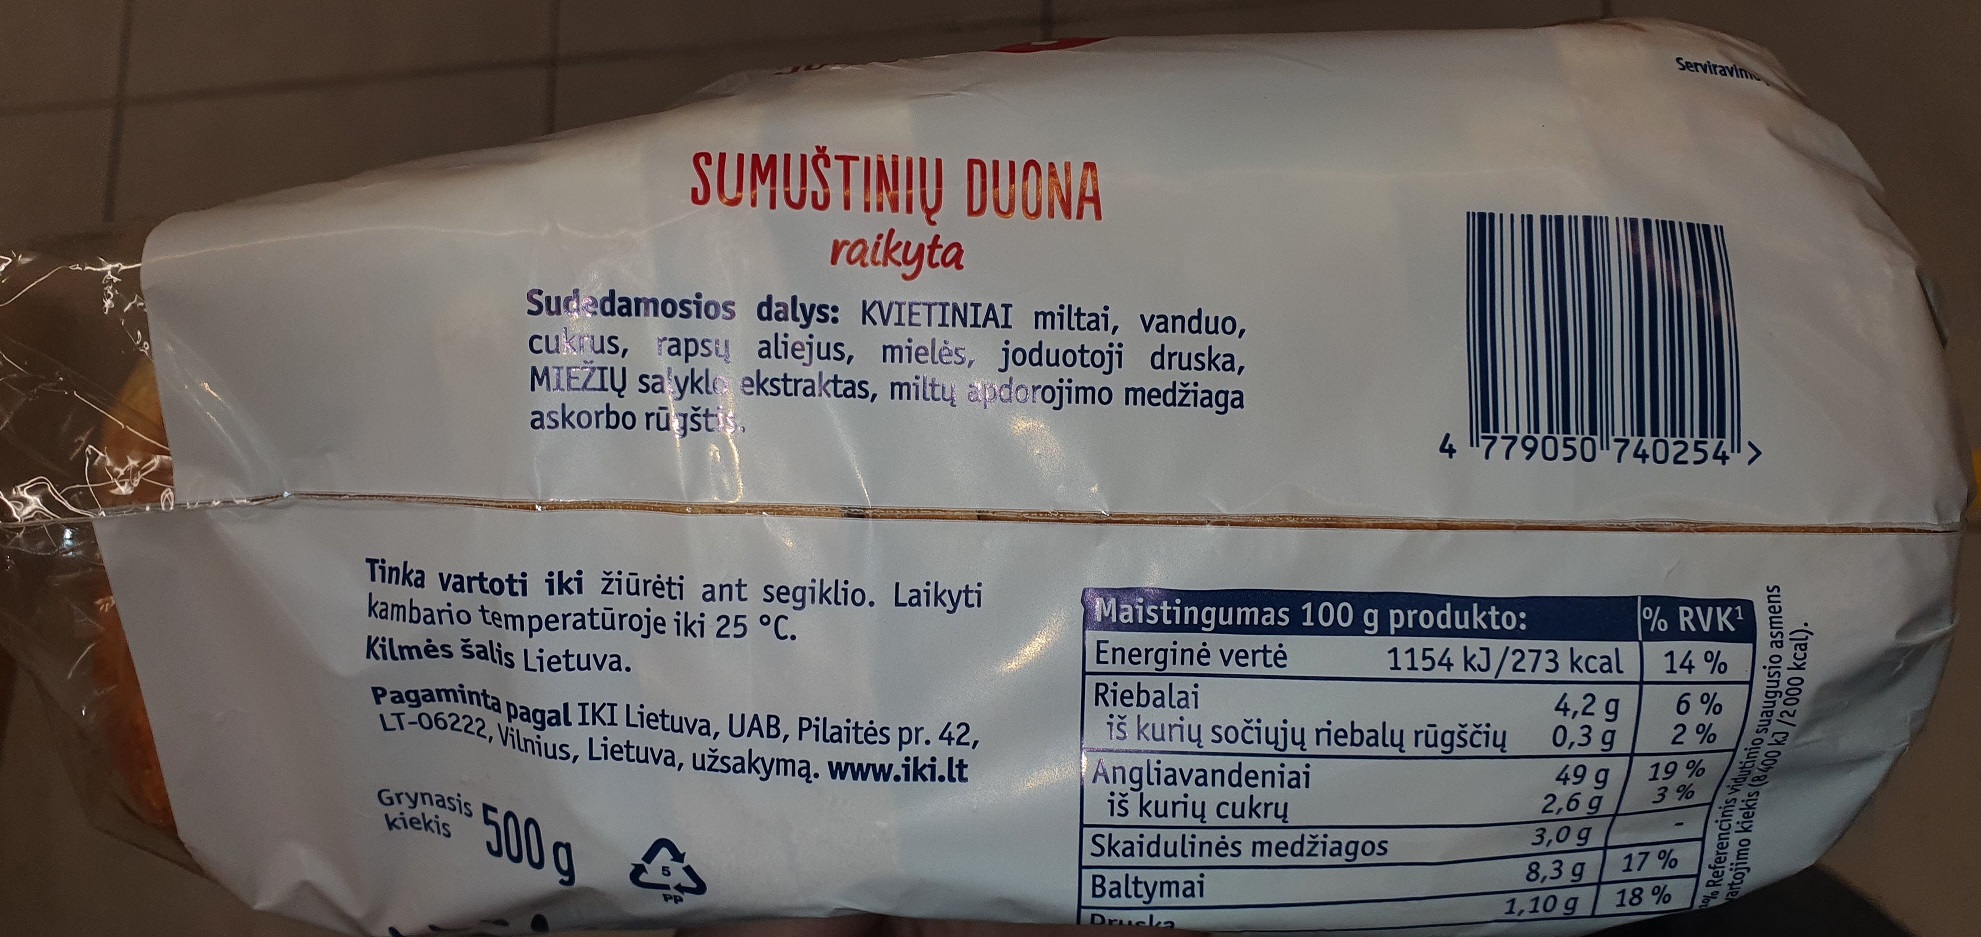 SUMUŠTINIŲ DUONA
raikyta
Sudedamosios dalys: KVIETINIAI miltai, vanduo,
cukrus, rapsų aliejus, mielės, joduotoji druska,
MIEŽIŲ salyklo ekstraktas, miltų apdorojimo medžiaga
askorbo rūgštis.
4 779050 740254 >
Tinka vartoti iki žiūrėti ant segiklio. Laikyti
kambario temperatūroje iki 25 °C.
Kilmės šalis Lietuva.
Pagaminta pagal IKI Lietuva, UAB, Pilaitės pr. 42,
LT-06222, Vilnius, Lietuva, užsakymą. www.iki.lt
Grynasis
kiekis 500 g
5
PP
Maistingumas 100 g produkto: % RVK¹
Energinė vertė 1154 kJ/273 kcal 14 %
Riebalai 4,2 g 6 %
iš kurių sočiųjų riebalų rūgščių 0,3 g 2 %
Angliavandeniai 49 g 19 %
iš kurių cukrų 2,6 g 3 %
Skaidulinės medžiagos 3,0 g -
Baltymai 8,3 g 17 %
Druska 1,10 g 18 %
¹% Referencinis vidutinio suaugusio asmens
vartojimo kiekis (8 400 kJ /2 000 kcal).